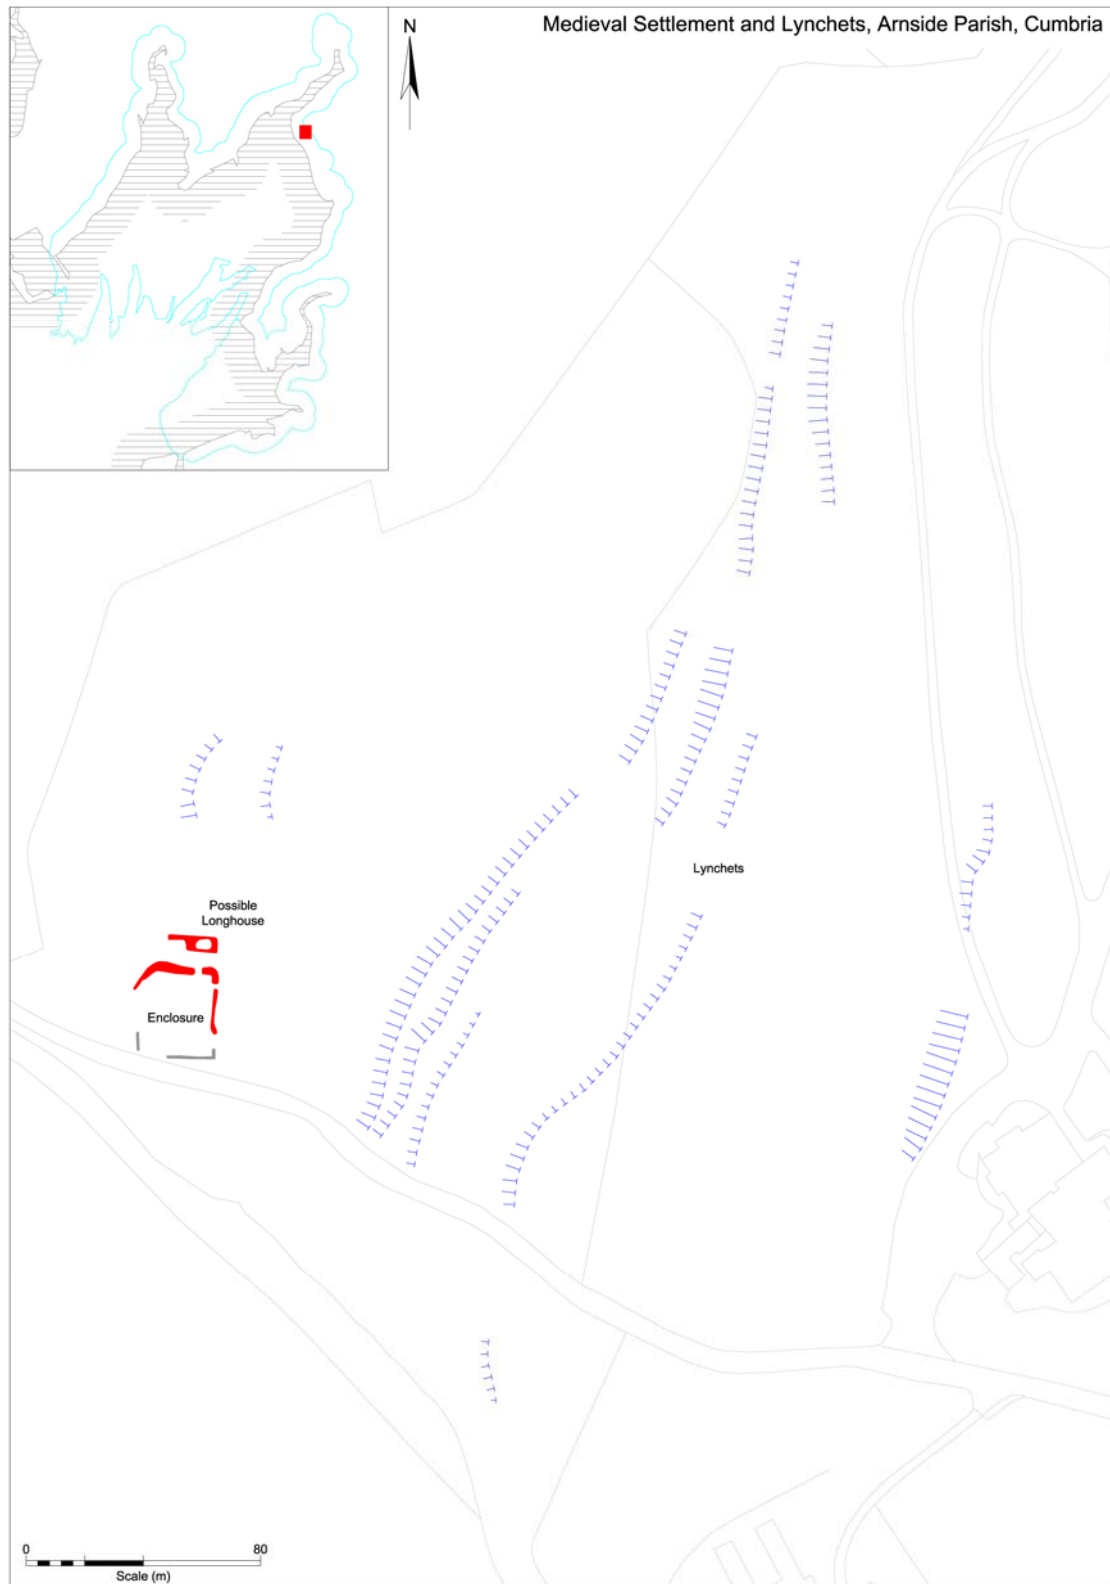 Medieval Settlement and Lynchets, Arnside Parish, Cumbria
N
Lynchets
Possible
Longhouse
Enclosure
0 80
Scale (m)